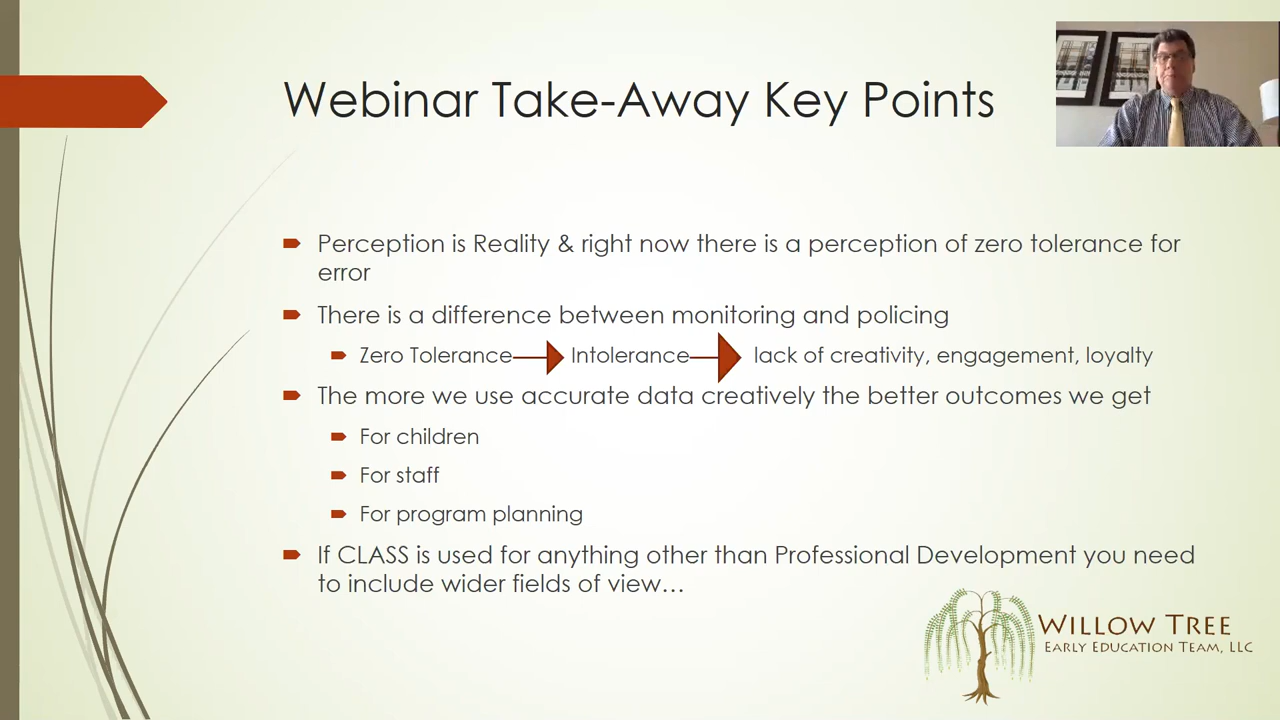 Webinar Take-Away Key Points
Perception is Reality & right now there is a perception of zero tolerance for
error
There is a difference between monitoring and policing
Zero Tolerance Intolerance lack of creativity, engagement, loyalty
The more we use accurate data creatively the better outcomes we get
For children
For staff
For program planning
If CLASS is used for anything other than Professional Development you need
to include wider fields of view…
Willow Tree
Early Education Team, LLC